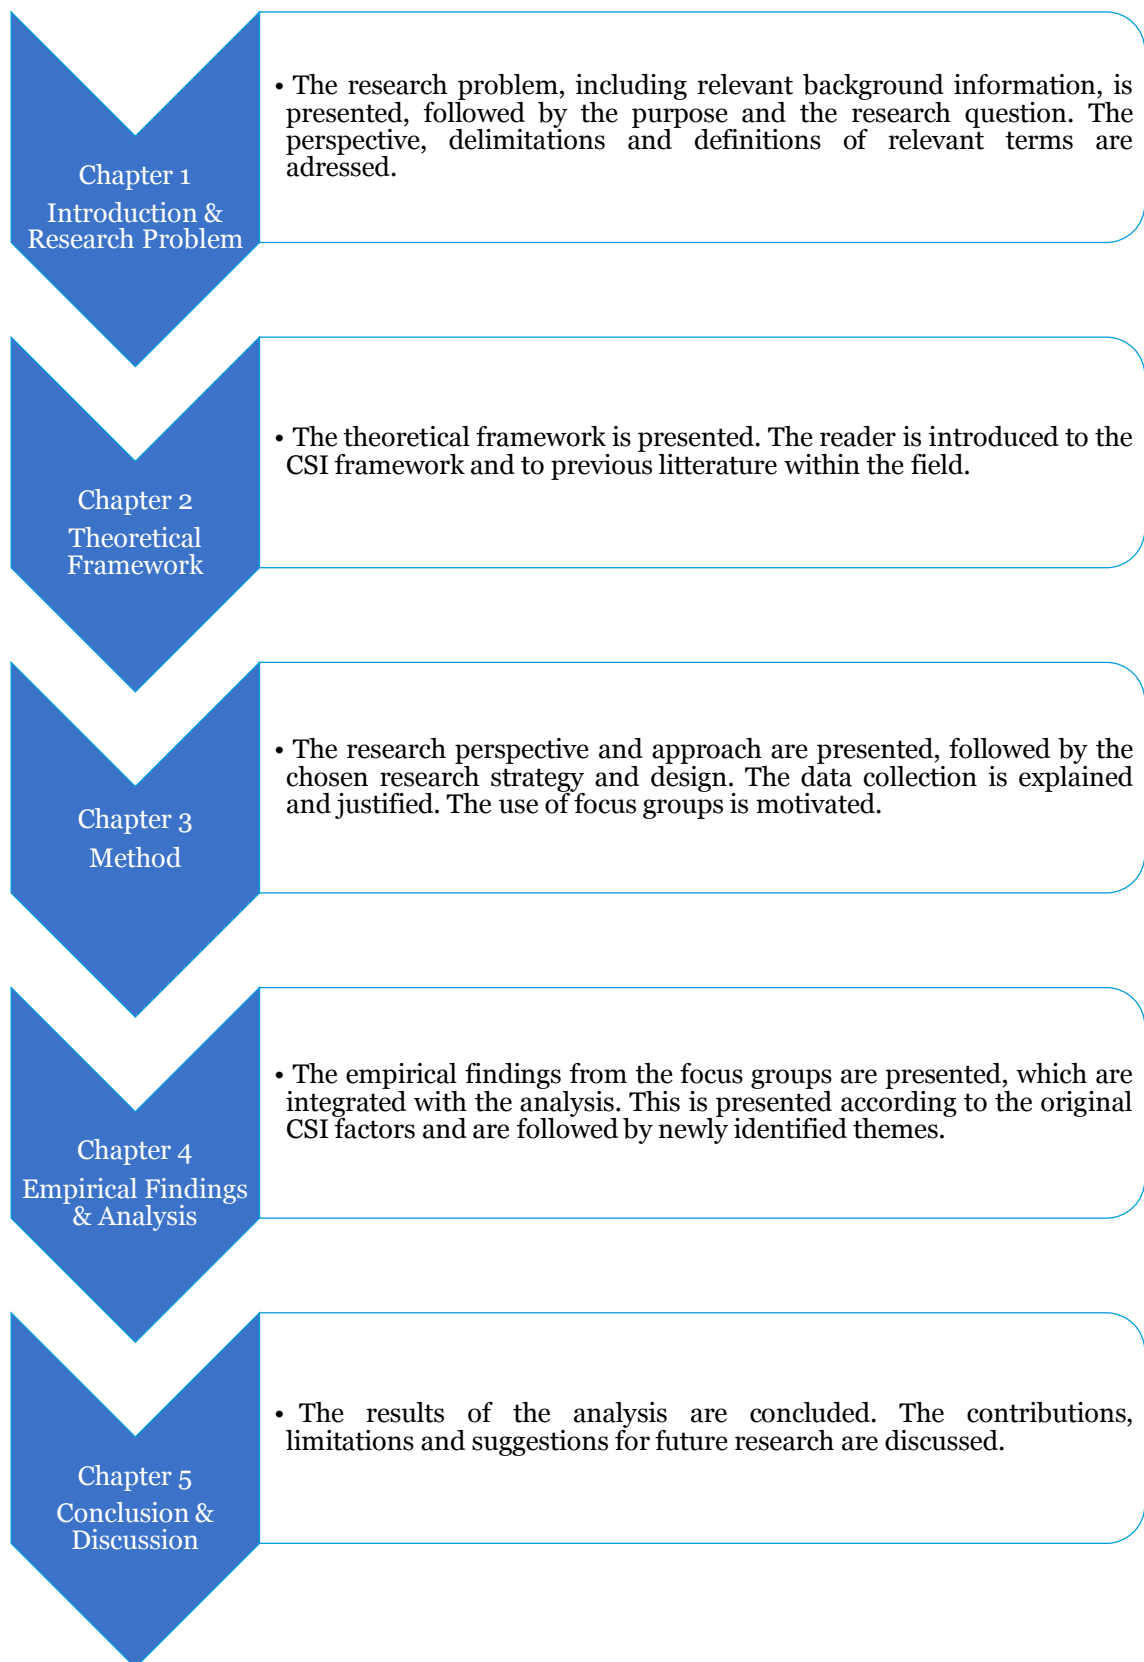 Chapter 1
Introduction &
Research Problem
• The research problem, including relevant background information, is
presented, followed by the purpose and the research question. The
perspective, delimitations and definitions of relevant terms are
adressed.
Chapter 2
Theoretical
Framework
• The theoretical framework is presented. The reader is introduced to the
CSI framework and to previous litterature within the field.
Chapter 3
Method
• The research perspective and approach are presented, followed by the
chosen research strategy and design. The data collection is explained
and justified. The use of focus groups is motivated.
Chapter 4
Empirical Findings
& Analysis
• The empirical findings from the focus groups are presented, which are
integrated with the analysis. This is presented according to the original
CSI factors and are followed by newly identified themes.
Chapter 5
Conclusion &
Discussion
• The results of the analysis are concluded. The contributions,
limitations and suggestions for future research are discussed.